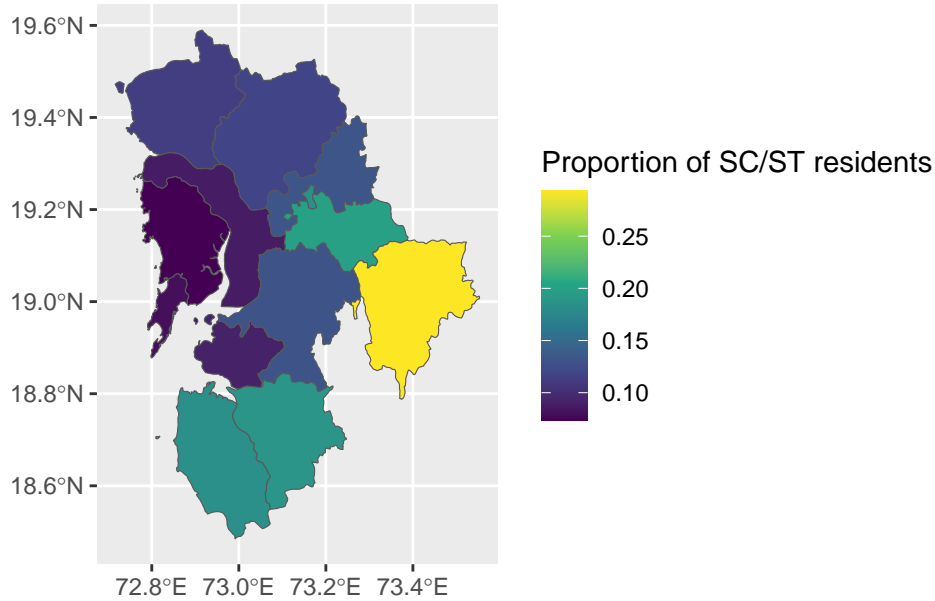 19.6°N
19.4°N
19.2°N
19.0°N
18.8°N
18.6°N
72.8°E 73.0°E 73.2°E 73.4°E
Proportion of SC/ST residents
0.25
0.20
0.15
0.10